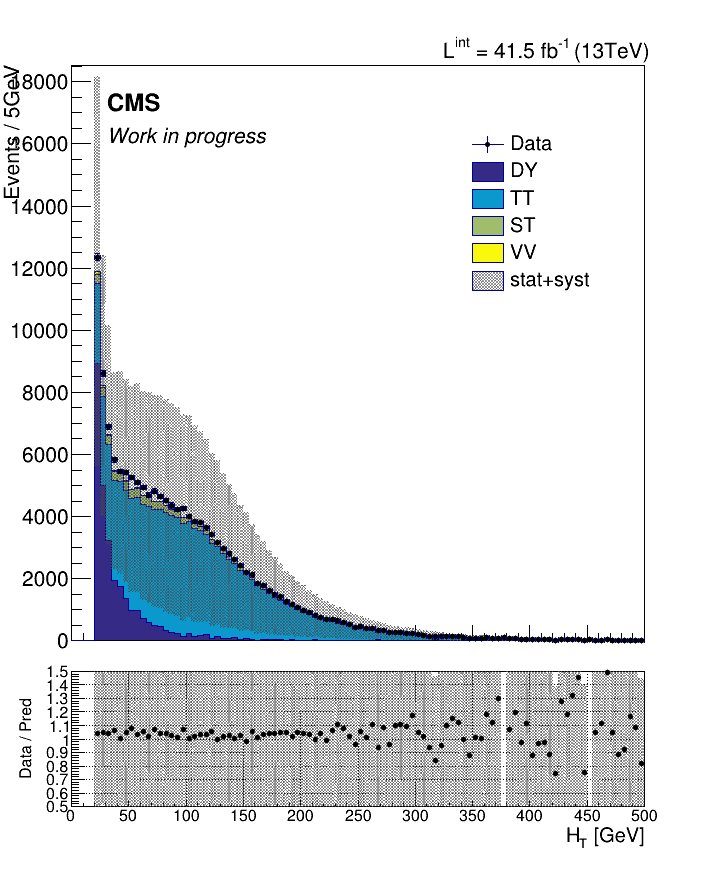 L^int = 41.5 fb^-1 (13TeV)
Events / 5GeV
18000
16000
14000
12000
10000
8000
6000
4000
2000
0
CMS
Work in progress
Data
DY
TT
ST
VV
stat+syst
Data / Pred
1.5
1.4
1.3
1.2
1.1
1
0.9
0.8
0.7
0.6
0.5
0 50 100 150 200 250 300 350 400 450 500
H_T [GeV]